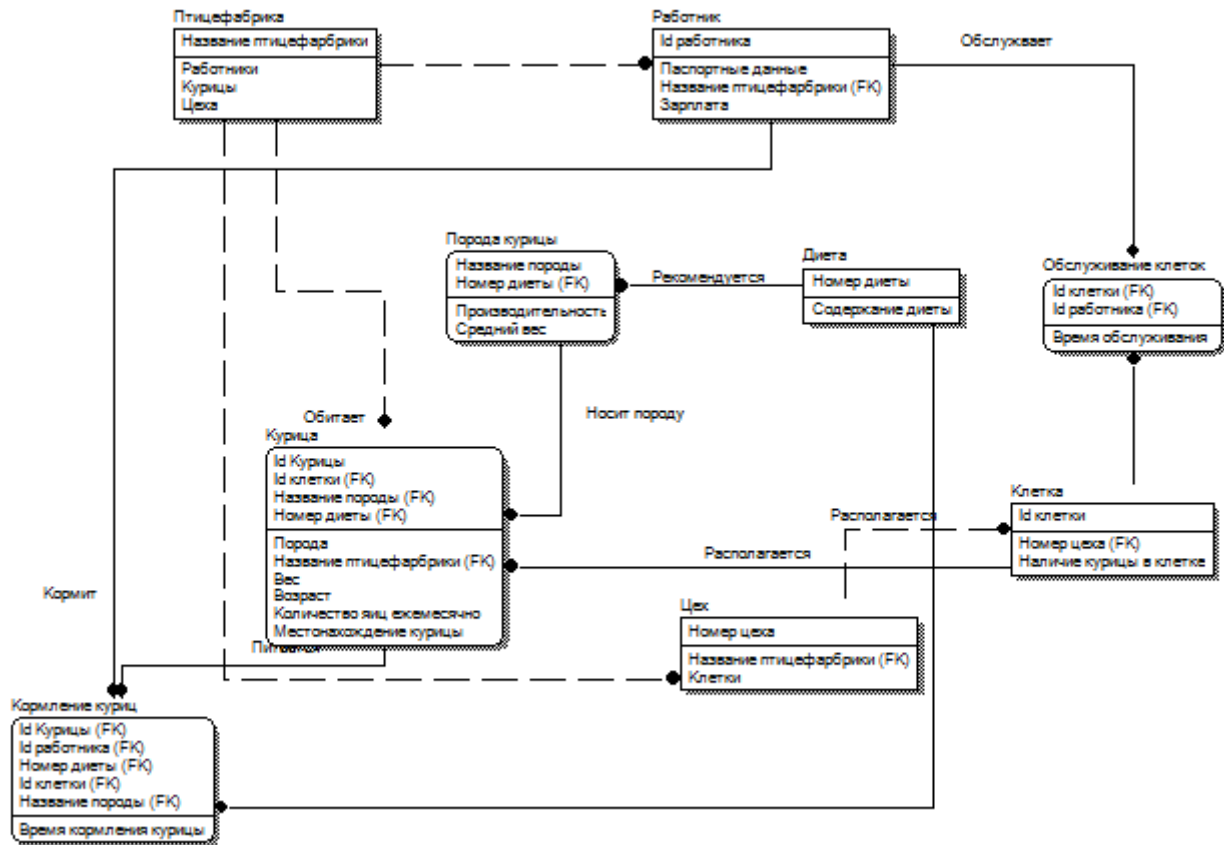 Птицефабрика
Название птицефарбрики
Работники
Курицы
Цеха
Работник
Id работника
Паспортные данные
Название птицефарбрики (FK)
Зарплата
Обслужвает
Порода курицы
Название породы
Номер диеты (FK)
Производительность
Средний вес
Рекомендуется
Диета
Номер диеты
Содержание диеты
Обслуживание клеток
Id клетки (FK)
Id работника (FK)
Время обслуживания
Обитает
Носит породу
Курица
Id Курицы
Id клетки (FK)
Название породы (FK)
Номер диеты (FK)
Порода
Название птицефарбрики (FK)
Вес
Возраст
Количество яиц ежемесячно
Местонахождение курицы
Располагается
Располагается
Клетка
Id клетки
Номер цеха (FK)
Наличие курицы в клетке
Кормит
Цех
Номер цеха
Название птицефарбрики (FK)
Клетки
Кормление куриц
Id Курицы (FK)
Id работника (FK)
Номер диеты (FK)
Id клетки (FK)
Название породы (FK)
Время кормления курицы